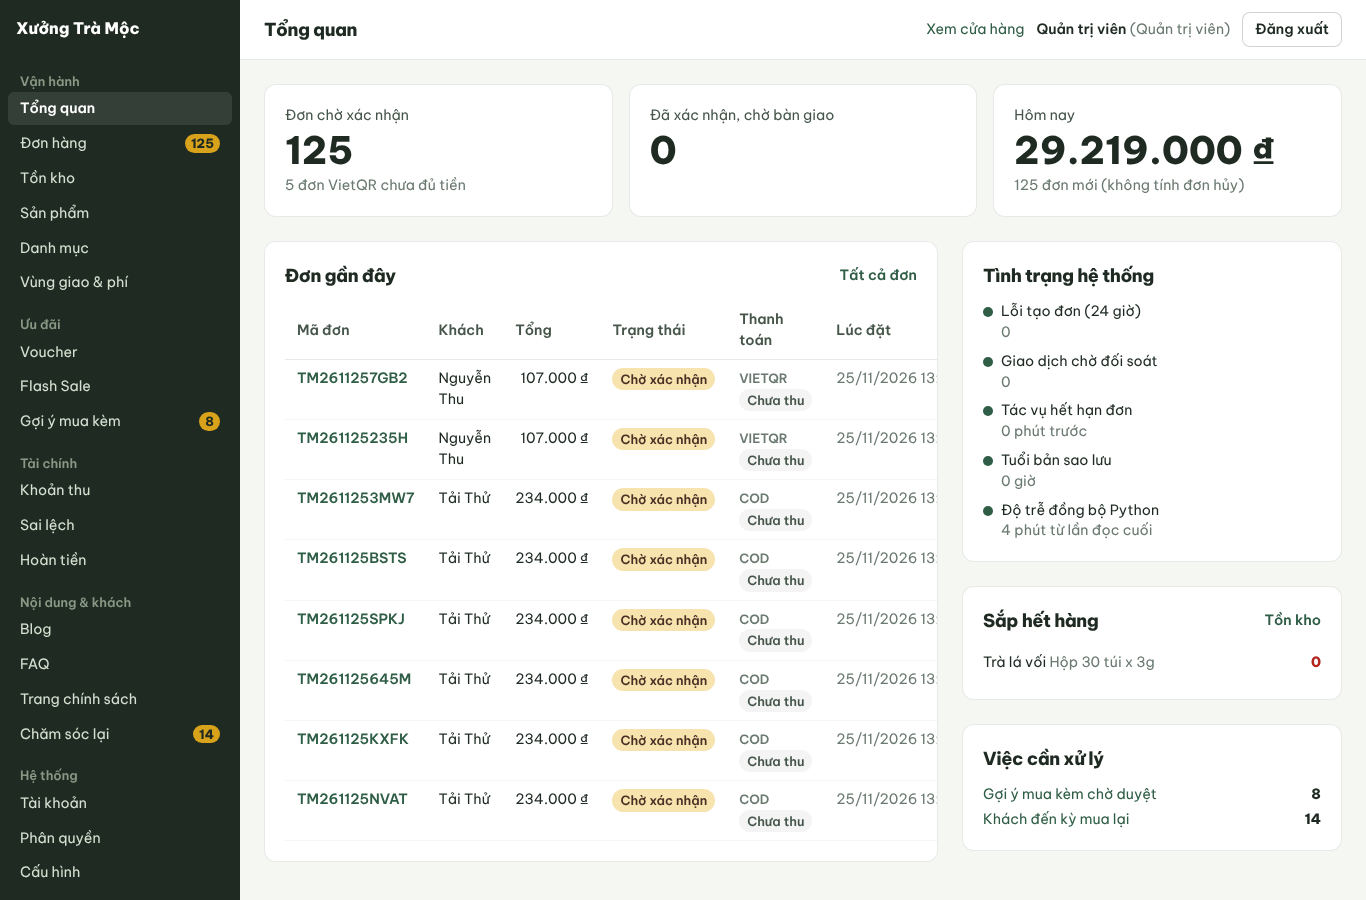 Xưởng Trà Mộc
Vận hành
Tổng quan
Đơn hàng 125
Tồn kho
Sản phẩm
Danh mục
Vùng giao & phí
Ưu đãi
Voucher
Flash Sale
Gợi ý mua kèm 8
Tài chính
Khoản thu
Sai lệch
Hoàn tiền
Nội dung & khách
Blog
FAQ
Trang chính sách
Chăm sóc lại 14
Hệ thống
Tài khoản
Phân quyền
Cấu hình
Tổng quan
Xem cửa hàng Quản trị viên (Quản trị viên) Đăng xuất
Đơn chờ xác nhận
125
5 đơn VietQR chưa đủ tiền
Đã xác nhận, chờ bàn giao
0
Hôm nay
29.219.000 ₫
125 đơn mới (không tính đơn hủy)
Đơn gần đây Tất cả đơn
Mã đơn Khách Tổng Trạng thái Thanh toán Lúc đặt
TM2611257GB2 Nguyễn Thu 107.000 ₫ Chờ xác nhận VIETQR Chưa thu 25/11/2026 13:
TM261125235H Nguyễn Thu 107.000 ₫ Chờ xác nhận VIETQR Chưa thu 25/11/2026 13:
TM2611253MW7 Tải Thử 234.000 ₫ Chờ xác nhận COD Chưa thu 25/11/2026 13:
TM261125BSTS Tải Thử 234.000 ₫ Chờ xác nhận COD Chưa thu 25/11/2026 13:
TM261125SPKJ Tải Thử 234.000 ₫ Chờ xác nhận COD Chưa thu 25/11/2026 13:
TM261125645M Tải Thử 234.000 ₫ Chờ xác nhận COD Chưa thu 25/11/2026 13:
TM261125KXFK Tải Thử 234.000 ₫ Chờ xác nhận COD Chưa thu 25/11/2026 13:
TM261125NVAT Tải Thử 234.000 ₫ Chờ xác nhận COD Chưa thu 25/11/2026 13:
Tình trạng hệ thống
Lỗi tạo đơn (24 giờ)
0
Giao dịch chờ đối soát
0
Tác vụ hết hạn đơn
0 phút trước
Tuổi bản sao lưu
0 giờ
Độ trễ đồng bộ Python
4 phút từ lần đọc cuối
Sắp hết hàng Tồn kho
Trà lá vối Hộp 30 túi x 3g 0
Việc cần xử lý
Gợi ý mua kèm chờ duyệt 8
Khách đến kỳ mua lại 14